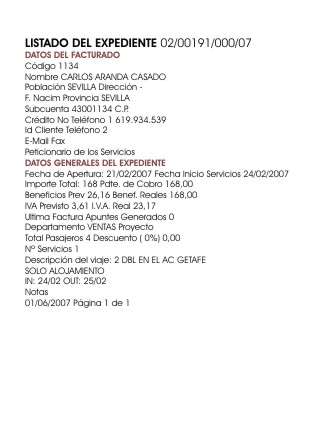 LISTADO DEL EXPEDIENTE 02/00191/000/07
DATOS DEL FACTURADO
Código 1134
Nombre CARLOS ARANDA CASADO
Población SEVILLA Dirección -
F. Nacim Provincia SEVILLA
Subcuenta 43001134 C.P.
Crédito No Teléfono 1 619.934.539
Id Cliente Teléfono 2
E-Mail Fax
Peticionario de los Servicios
DATOS GENERALES DEL EXPEDIENTE
Fecha de Apertura: 21/02/2007 Fecha Inicio Servicios 24/02/2007
Importe Total: 168 Pdte. de Cobro 168,00
Beneficios Prev 26,16 Benef. Reales 168,00
IVA Previsto 3,61 I.V.A. Real 23,17
Ultima Factura Apuntes Generados 0
Departamento VENTAS Proyecto
Total Pasajeros 4 Descuento ( 0%) 0,00
Nº Servicios 1
Descripción del viaje: 2 DBL EN EL AC GETAFE
SOLO ALOJAMIENTO
IN: 24/02 OUT: 25/02
Notas
01/06/2007 Página 1 de 1